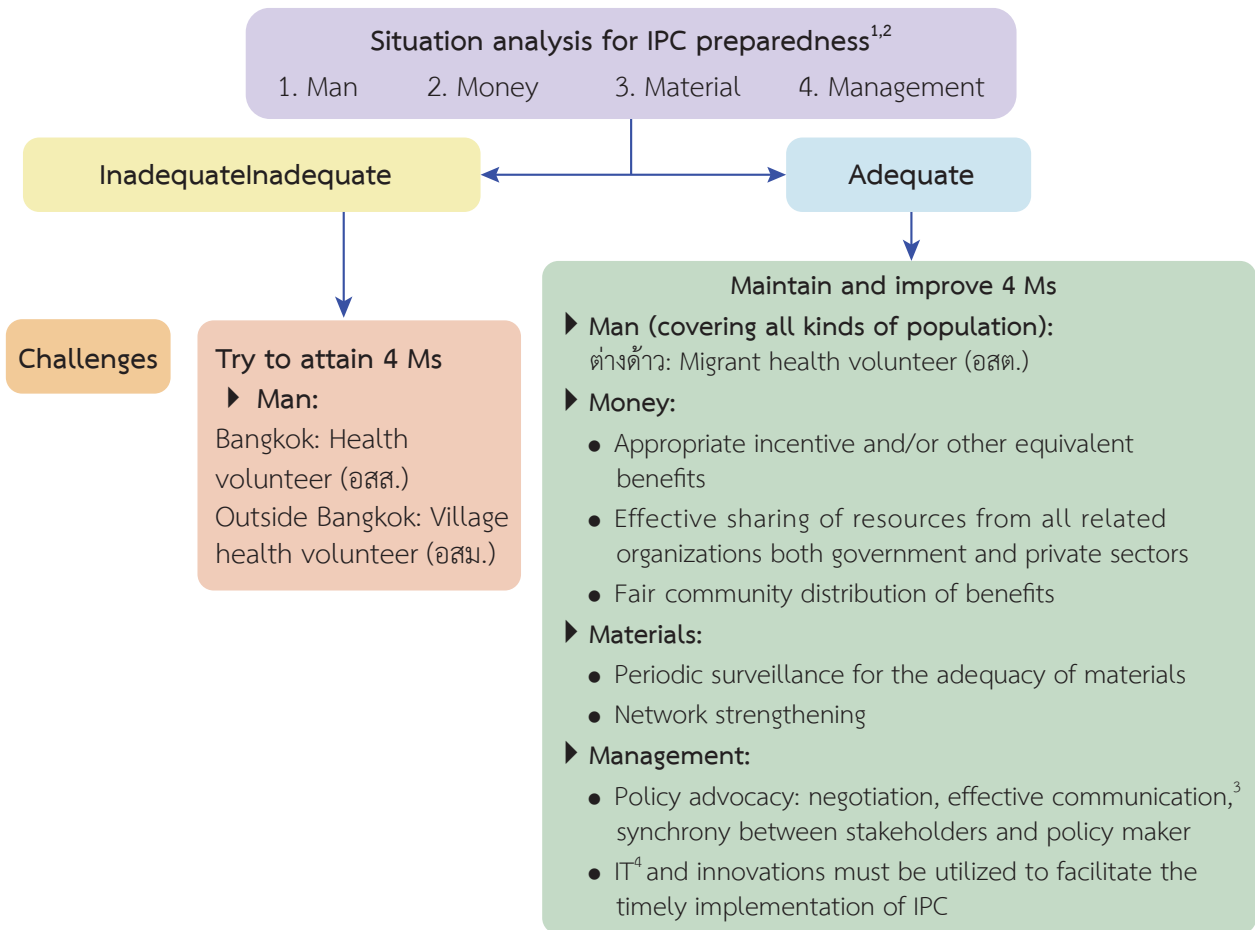 Situation analysis for IPC preparedness1,2
1. Man 2. Money 3. Material 4. Management
InadequateInadequate
Adequate
Challenges
Try to attain 4 Ms
Man:
Bangkok: Health
volunteer (อสส.)
Outside Bangkok: Village
health volunteer (อสม.)
Maintain and improve 4 Ms
Man (covering all kinds of population):
ต่างด้าว: Migrant health volunteer (อสต.)
Money:
● Appropriate incentive and/or other equivalent
benefits
● Effective sharing of resources from all related
organizations both government and private sectors
● Fair community distribution of benefits
Materials:
● Periodic surveillance for the adequacy of materials
● Network strengthening
Management:
● Policy advocacy: negotiation, effective communication,3
synchrony between stakeholders and policy maker
● IT4 and innovations must be utilized to facilitate the
timely implementation of IPC